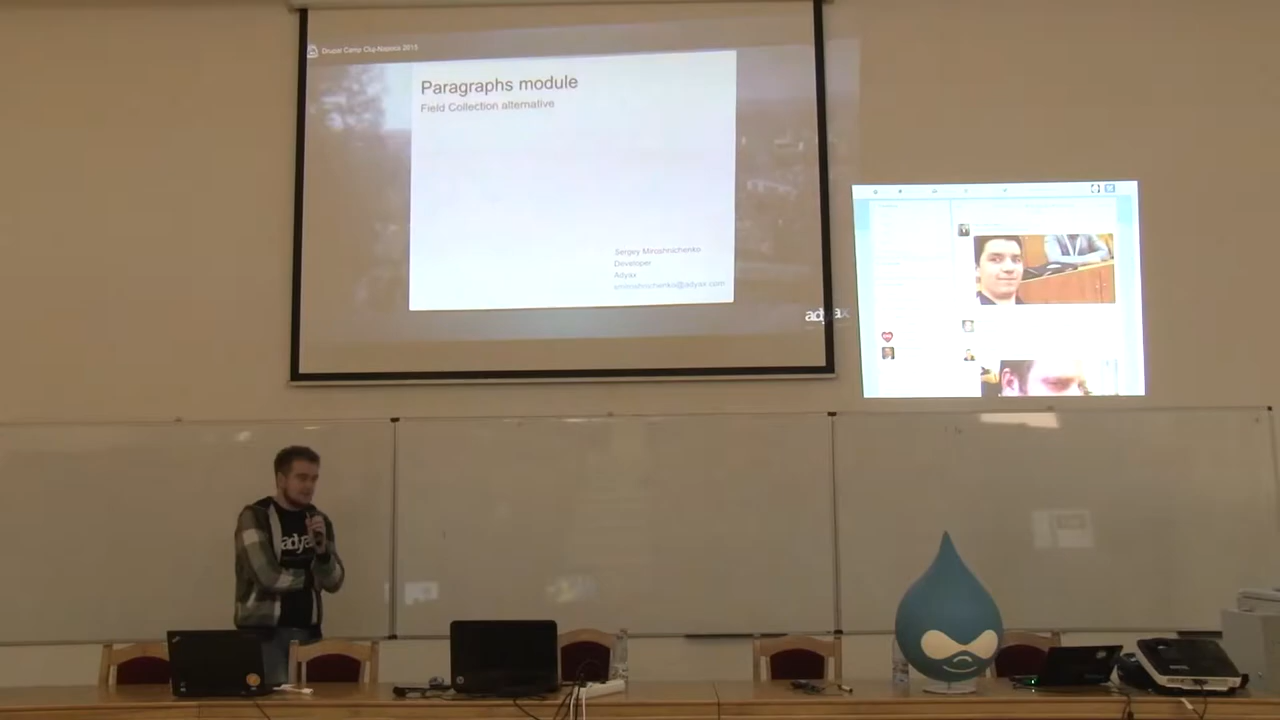 Drupal Camp Cluj-Napoca 2015
Paragraphs module
Field Collection alternative
Sergey Miroshnichenko
Developer
Adyax
smiroshnichenko@adyax.com
adyax
adyax